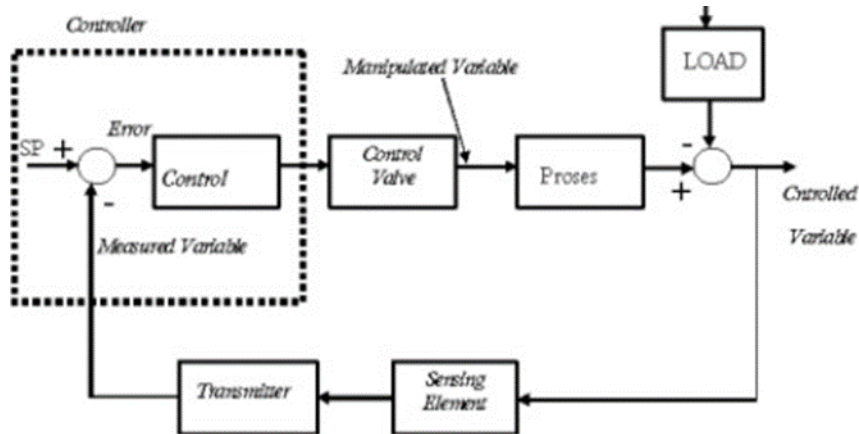 Controller
Manipulated Variable
LOAD
Error
SP +
Control
Control
Valve
Proses
-
+
-
Cntrolled
Variable
Measured Variable
Transmitter
Sensing
Element